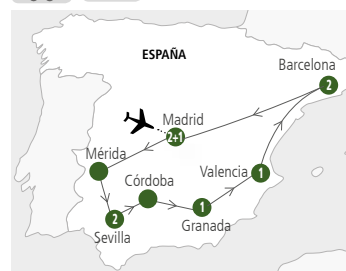 ESPAÑA
Barcelona
2
Madrid
2+1
Mérida
Córdoba
Valencia
1
2
Sevilla
1
Granada